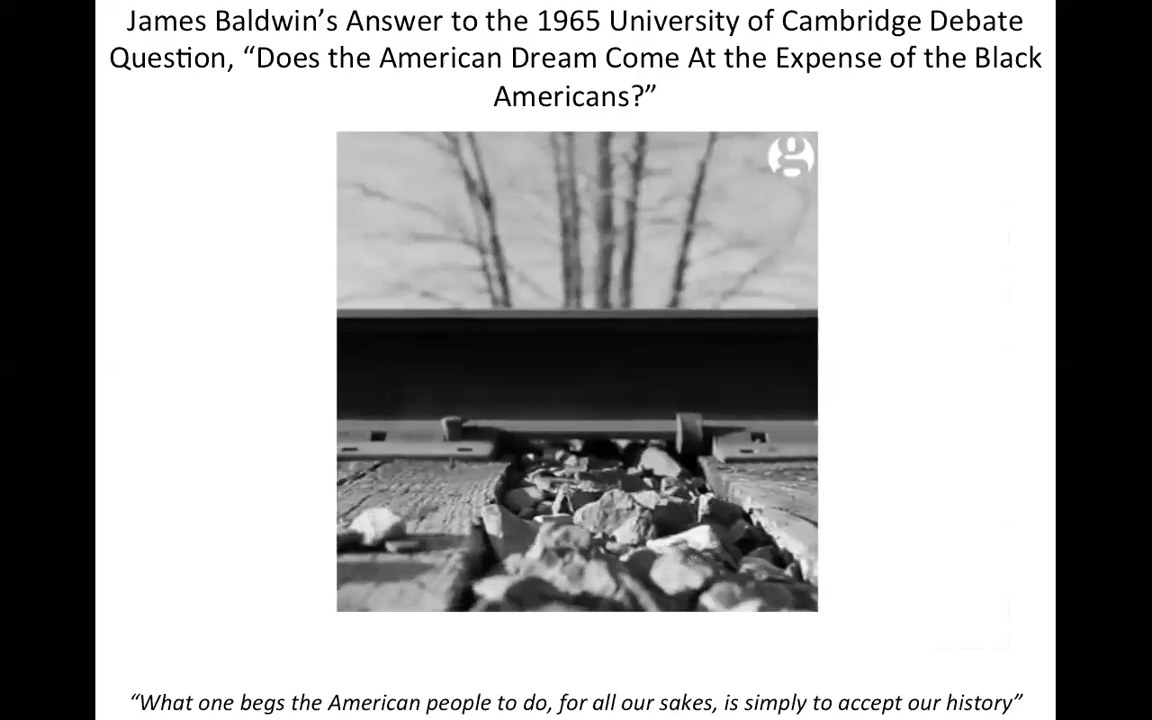 James Baldwin’s Answer to the 1965 University of Cambridge Debate
Question, “Does the American Dream Come At the Expense of the Black
Americans?”
g
“What one begs the American people to do, for all our sakes, is simply to accept our history”